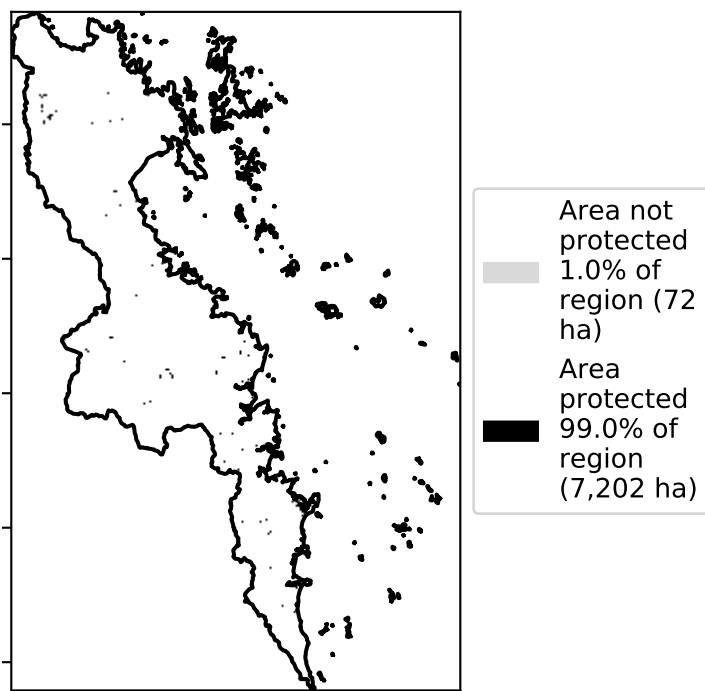 Area not
protected
1.0% of
region (72
ha)
Area
protected
99.0% of
region
(7,202 ha)